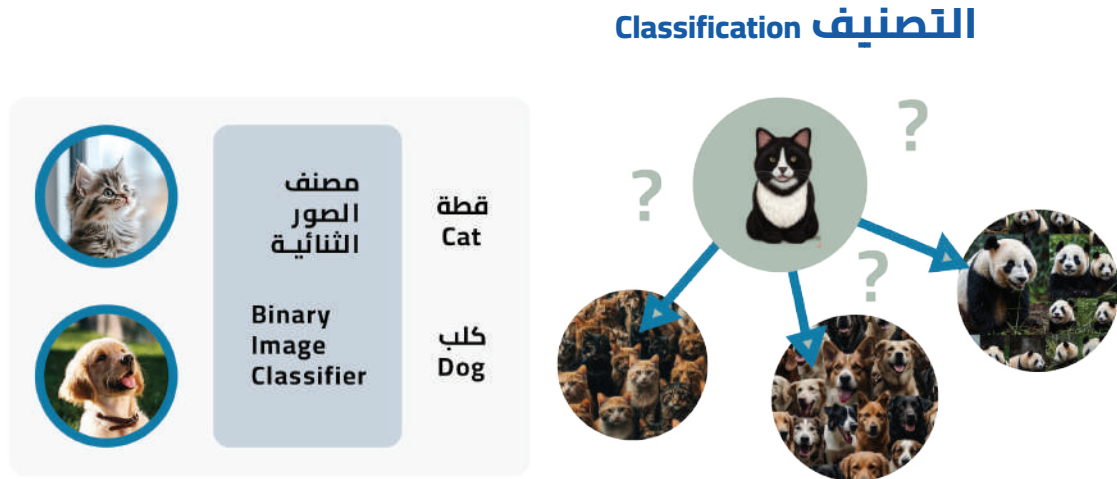 التصنيف Classification
مصنف
الصور
الثنائية
Binary
Image
Classifier
قطة
Cat
كلب
Dog
?
?
?